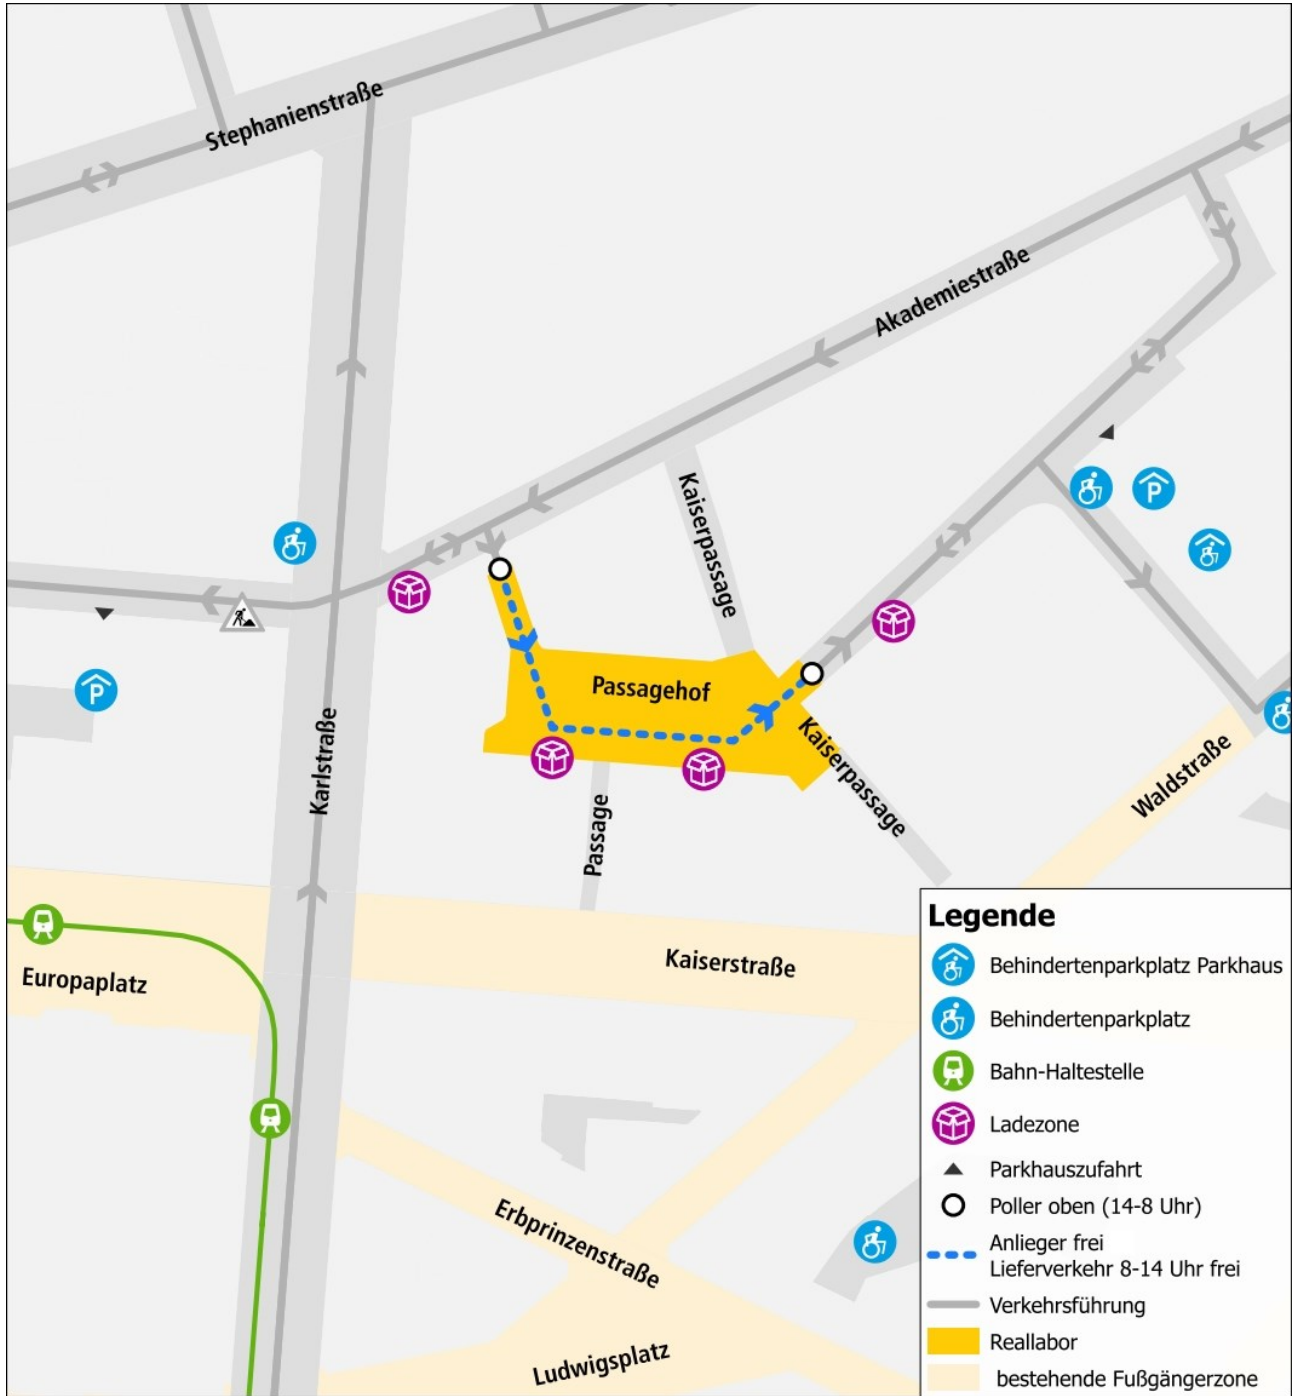 Stephanienstraße
Akademiestraße
Kaiserpassage
P
Passagehof
P
Karlstraße
Kaiserpassage
Waldstraße
Passage
Europaplatz
Kaiserstraße
Erbprinzenstraße
Ludwigsplatz
Legende
Behindertenparkplatz Parkhaus
Behindertenparkplatz
Bahn-Haltestelle
Ladezone
Parkhauszufahrt
Poller oben (14-8 Uhr)
Anlieger frei
Lieferverkehr 8-14 Uhr frei
Verkehrsführung
Reallabor
bestehende Fußgängerzone